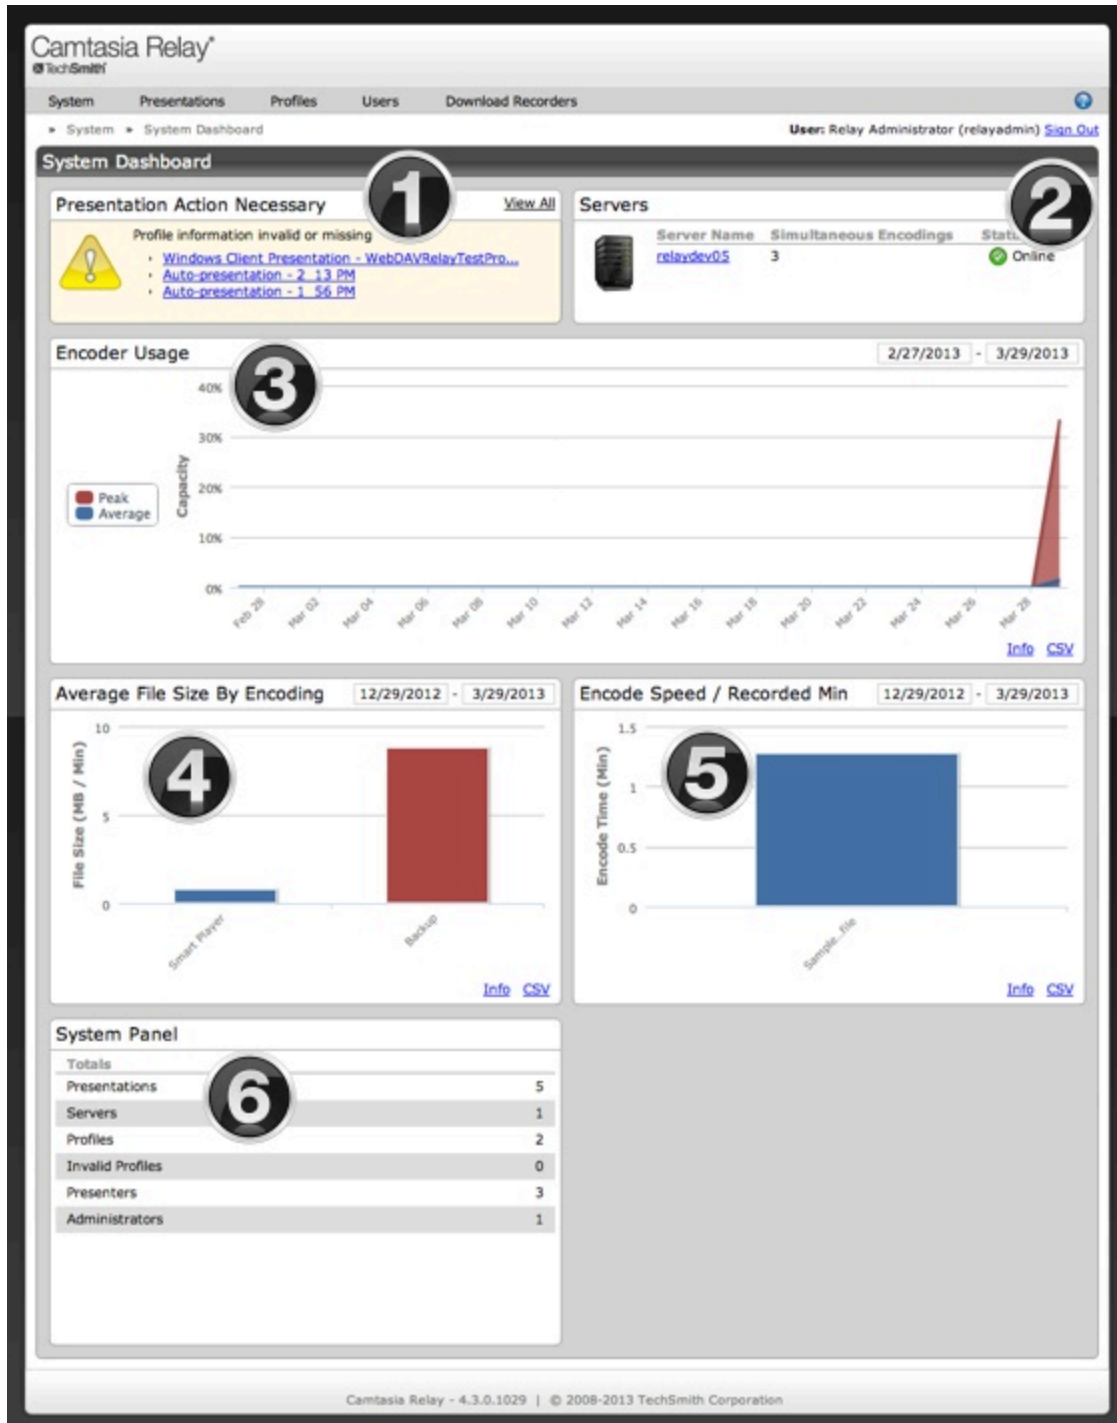 Camtasia Relay®
TechSmith®
System Presentations Profiles Users Download Recorders
» System » System Dashboard
User: Relay Administrator (relayadmin) Sign Out
System Dashboard
1
2
Presentation Action Necessary View All
Profile information invalid or missing
Windows Client Presentation - WebDAVRelayTestPro...
Auto-presentation - 2 13 PM
Auto-presentation - 1 56 PM
Servers
Server Name Simultaneous Encodings
relaydev05 3 Online
Encoder Usage 2/27/2013 - 3/29/2013
3
40%
30%
20%
10%
0%
Capacity
Peak
Average
Feb 28 Mar 02 Mar 04 Mar 06 Mar 08 Mar 10 Mar 12 Mar 14 Mar 16 Mar 18 Mar 20 Mar 22 Mar 24 Mar 26 Mar 28
Info CSV
Average File Size By Encoding 12/29/2012 - 3/29/2013
4
10
5
0
File Size (MB / Min)
Smart Player Backup
Info CSV
Encode Speed / Recorded Min 12/29/2012 - 3/29/2013
5
1.5
1
0.5
0
Encode Time (Min)
Sample...file
Info CSV
System Panel
6
Totals
Presentations 5
Servers 1
Profiles 2
Invalid Profiles 0
Presenters 3
Administrators 1
Camtasia Relay - 4.3.0.1029 | © 2008-2013 TechSmith Corporation